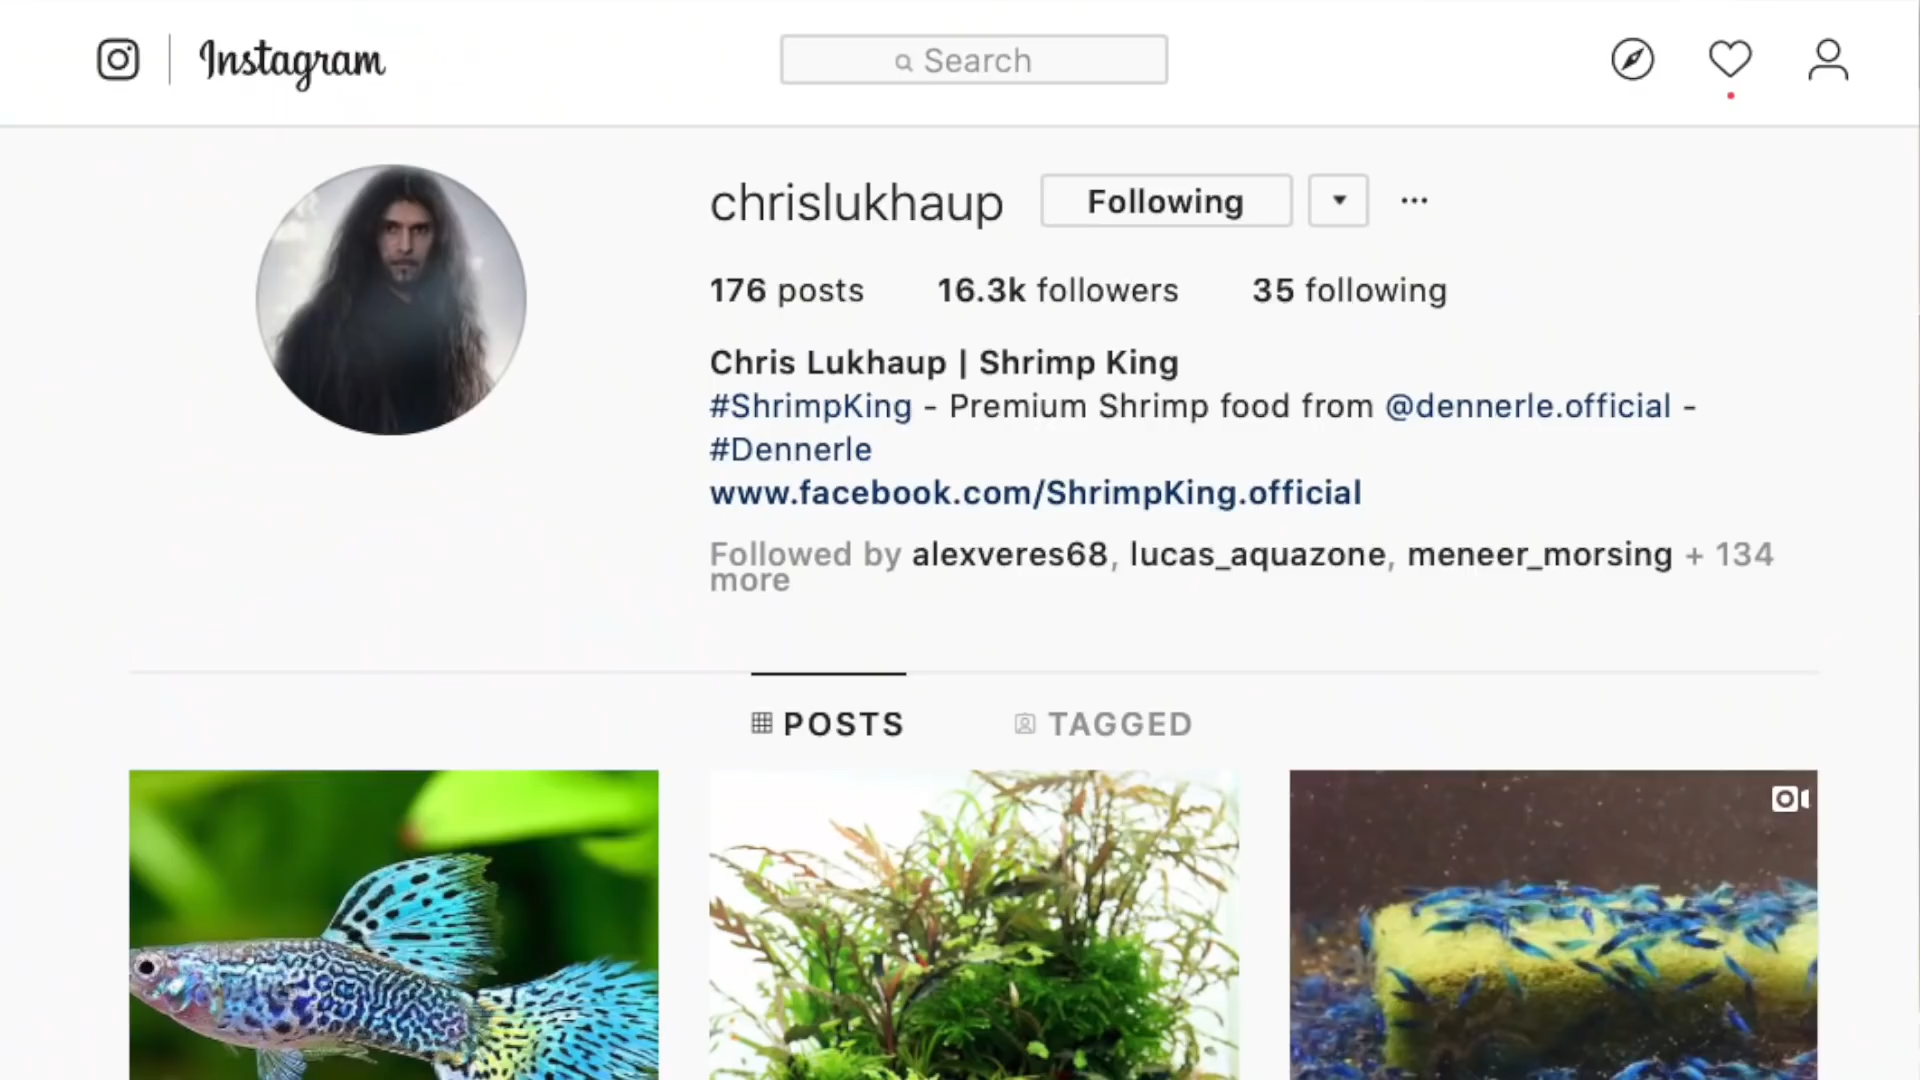 Instagram
Search
chrislukhaup Following ...
176 posts 16.3k followers 35 following
Chris Lukhaup | Shrimp King
#ShrimpKing - Premium Shrimp food from @dennerle.official -
#Dennerle
www.facebook.com/ShrimpKing.official
Followed by alexveres68, lucas_aquazone, meneer_morsing + 134
more
POSTS TAGGED